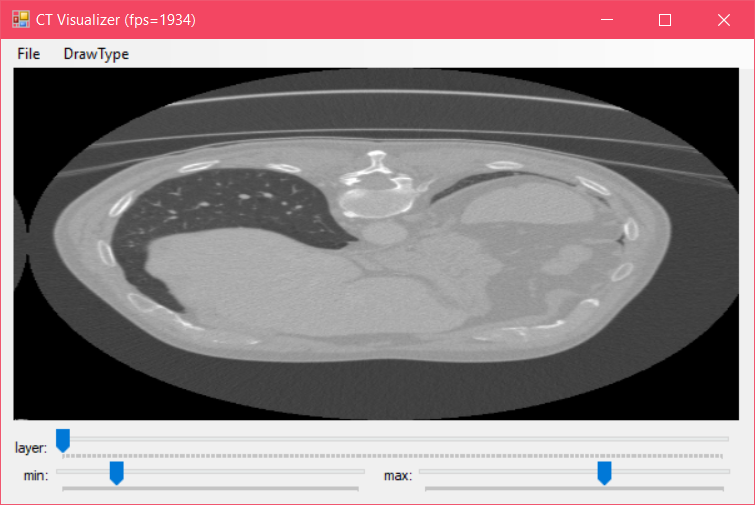 CT Visualizer (fps=1934)
File DrawType
layer:
min: max: